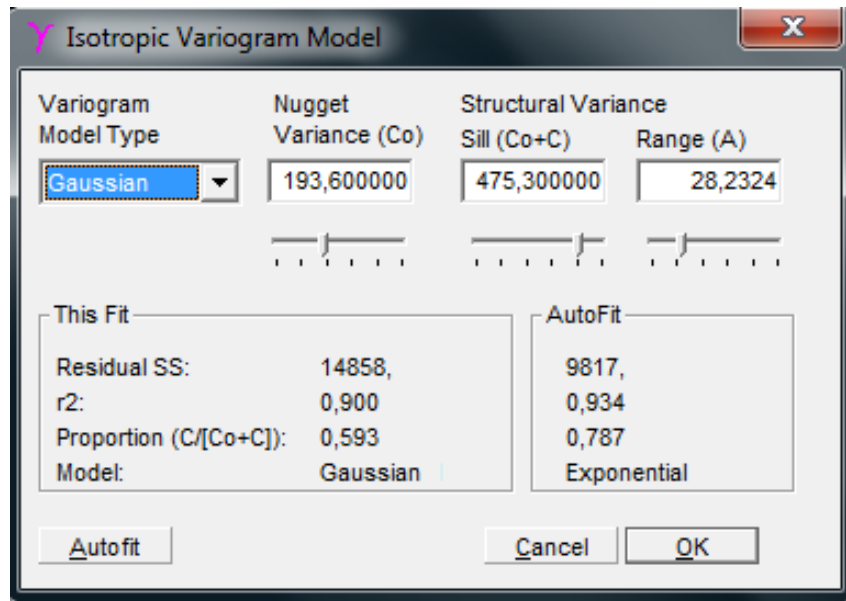 Isotropic Variogram Model
Variogram Nugget Structural Variance
Model Type Variance (Co) Sill (Co+C) Range (A)
Gaussian 193,600000 475,300000 28,2324
This Fit AutoFit
Residual SS: 14858, 9817,
r2: 0,900 0,934
Proportion (C/[Co+C]): 0,593 0,787
Model: Gaussian Exponential
Autofit Cancel OK